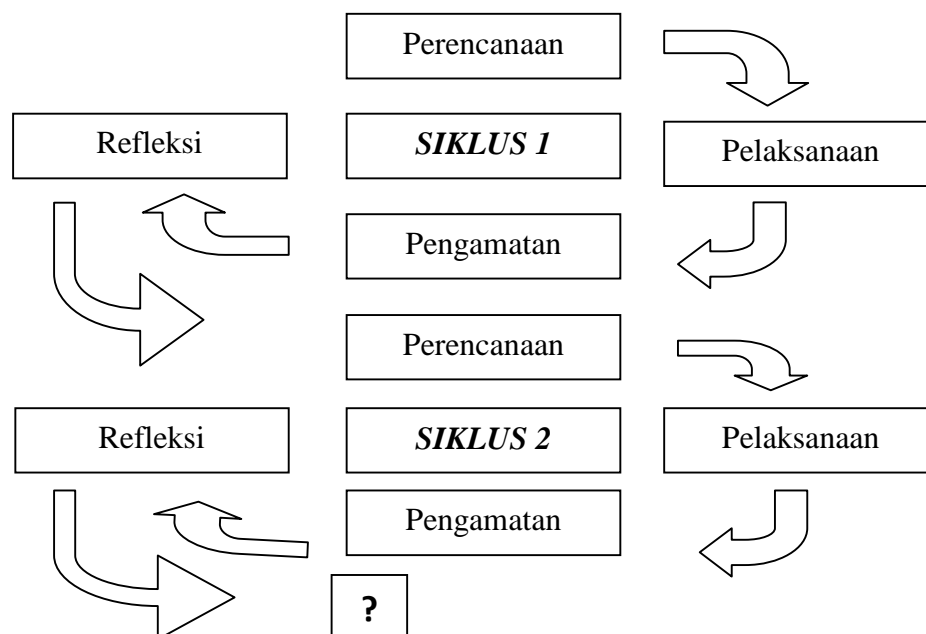 Perencanaan
Refleksi
SIKLUS 1
Pelaksanaan
Pengamatan
Perencanaan
Refleksi
SIKLUS 2
Pelaksanaan
Pengamatan
?